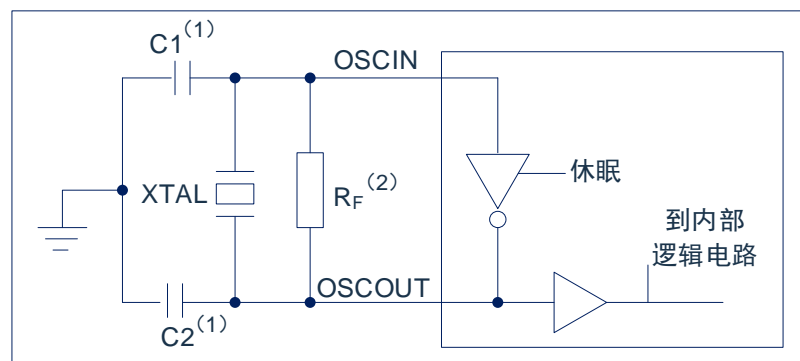 C1(1)
OSCIN
休眠
XTAL
RF(2)
到内部
逻辑电路
OSCOUT
C2(1)